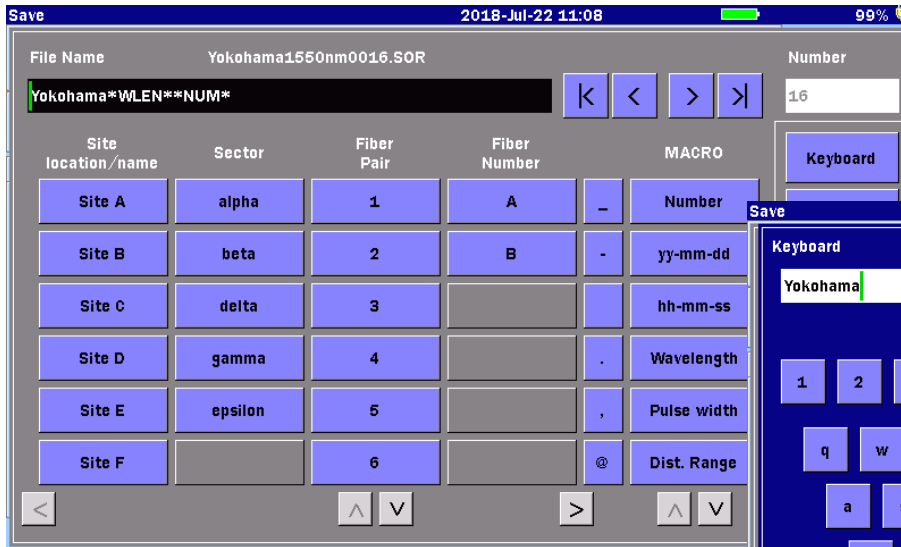 Save 2018-Jul-22 11:08 99%
File Name Yokohama1550nm0016.SOR Number
Yokohama*WLEN**NUM* |< < > >| 16
Site location/name Sector Fiber Pair Fiber Number MACRO Keyboard
Site A alpha 1 A _ Number
Site B beta 2 B - yy-mm-dd
Site C delta 3 hh-mm-ss
Site D gamma 4 . Wavelength
Site E epsilon 5 , Pulse width
Site F 6 @ Dist. Range
< ∧ ∨ > ∧ ∨
Save
Keyboard
Yokohama
1 2
q w
a